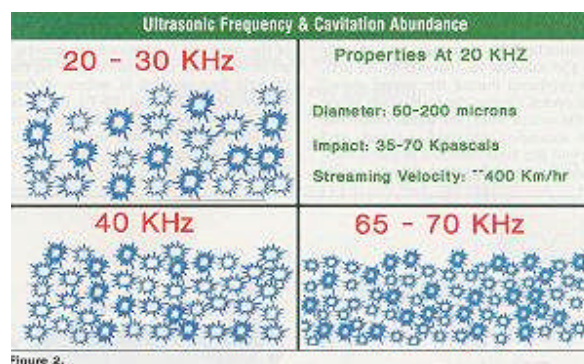 Ultrasonic Frequency & Cavitation Abundance
20 - 30 KHz
Properties At 20 KHZ
Diameter: 50-200 microns
Impact: 35-70 Kpascals
Streaming Velocity: ~400 Km/hr
40 KHz
65 - 70 KHz
Figure 2.